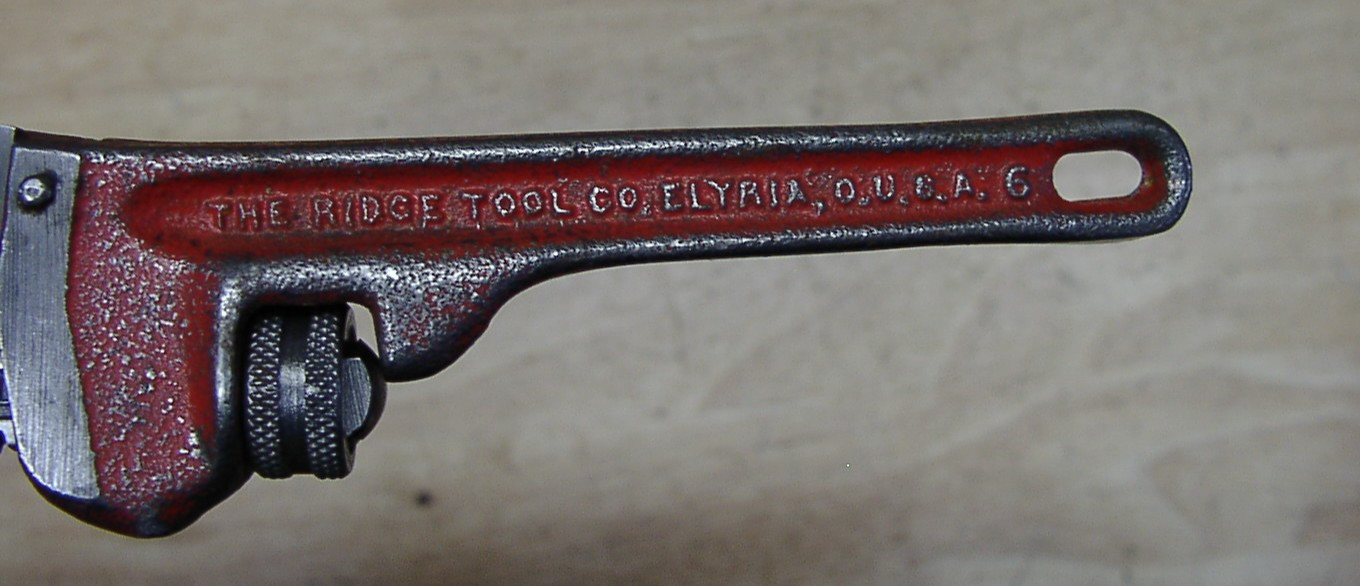 THE RIDGE TOOL CO. ELYRIA, O. U.S.A. 6